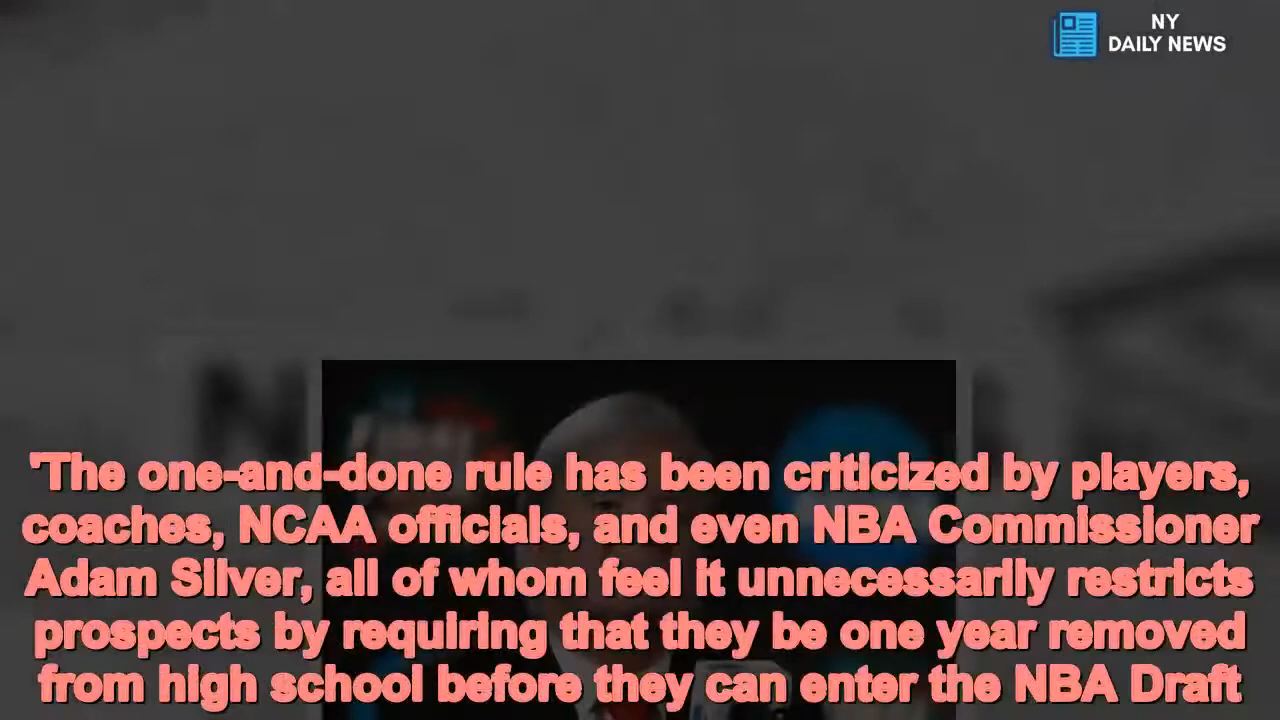 NY
DAILY NEWS
"The one-and-done rule has been criticized by players,
coaches, NCAA officials, and even NBA Commissioner
Adam Silver, all of whom feel it unnecessarily restricts
prospects by requiring that they be one year removed
from high school before they can enter the NBA Draft